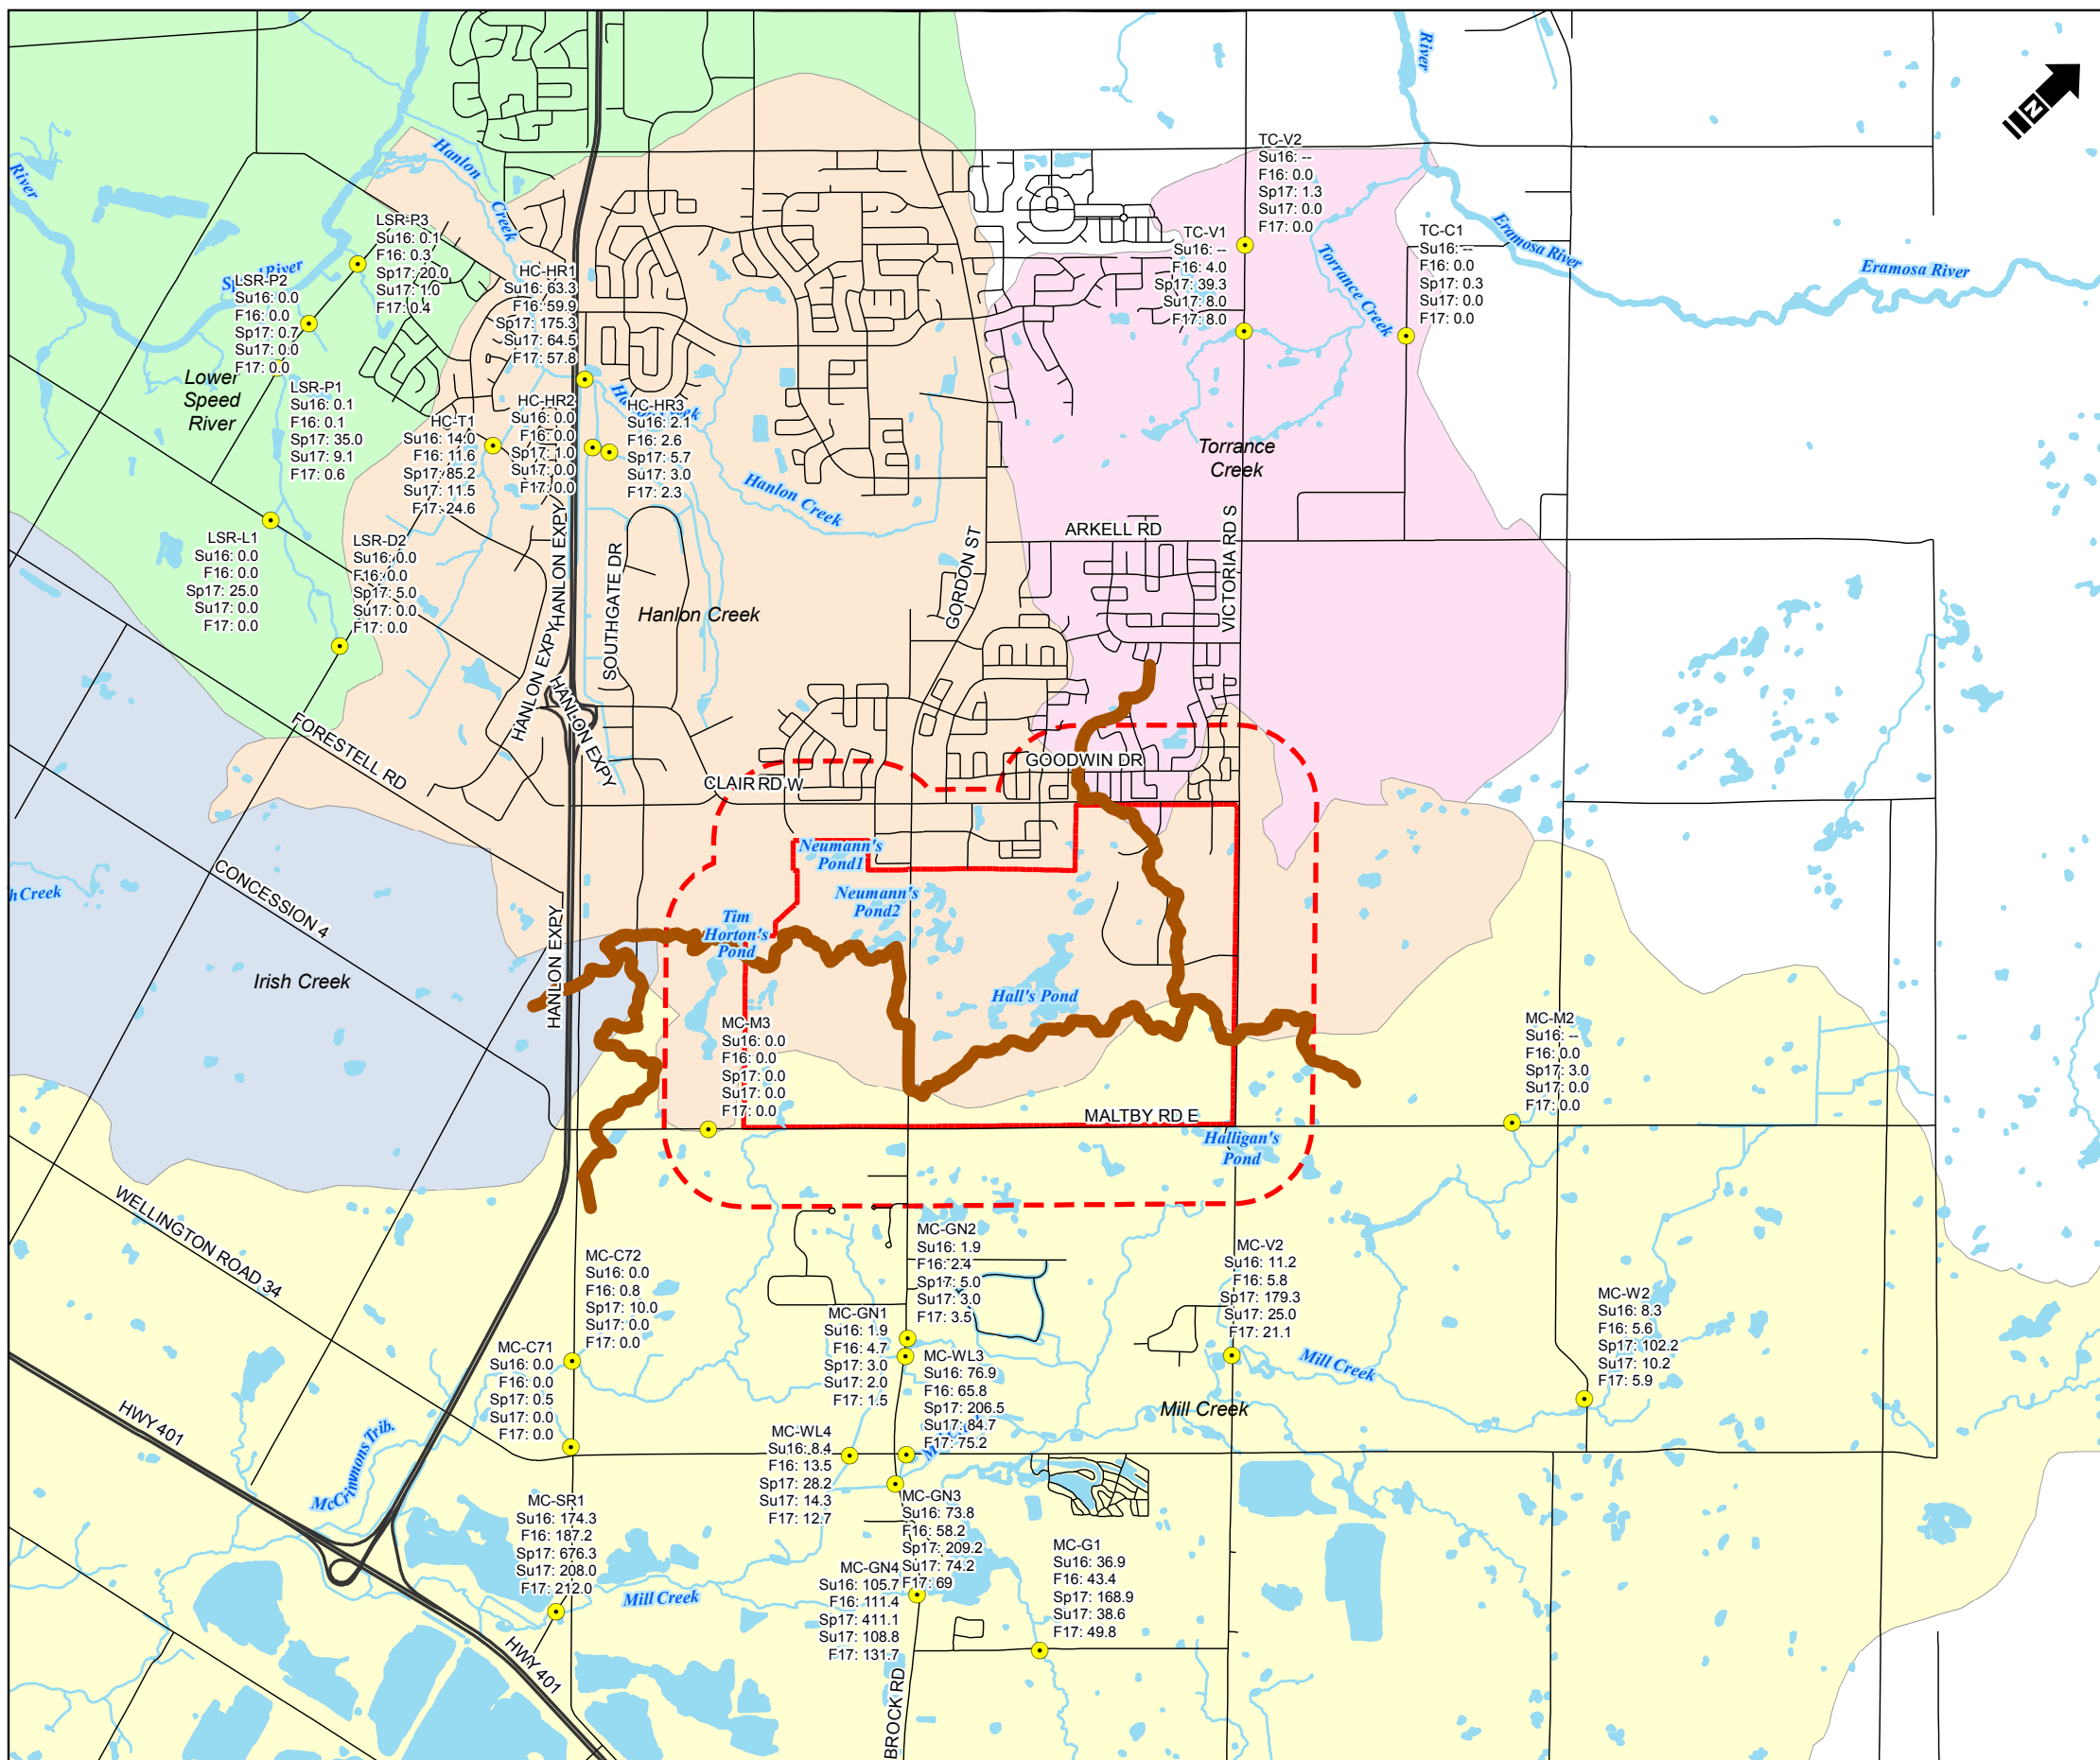 River
River
N
Hanlon
Creek
TC-V2
Su16: --
F16: 0.0
Sp17: 1.3
Su17: 0.0
F17: 0.0
LSR-P3
Su16: 0.1
F16: 0.3
Sp17: 20.0
Su17: 1.0
F17: 0.4
TC-V1
Su16: --
F16: 4.0
Sp17: 39.3
Su17: 8.0
F17: 8.0
TC-C1
Su16: --
F16: 0.0
Sp17: 0.3
Su17: 0.0
F17: 0.0
Eramosa River
Eramosa River
Torrance Creek
LSR-P2
Su16: 0.0
F16: 0.0
Sp17: 0.7
Su17: 0.0
F17: 0.0
HC-HR1
Su16: 63.3
F16: 59.9
Sp17: 175.3
Su17: 64.5
F17: 57.8
Lower
Speed
River
LSR-P1
Su16: 0.1
F16: 0.1
Sp17: 35.0
Su17: 9.1
F17: 0.6
HC-T1
Su16: 14.0
F16: 11.6
Sp17: 85.2
Su17: 11.5
F17: 24.6
HC-HR2
Su16: 0.0
F16: 0.0
Sp17: 1.0
Su17: 0.0
F17: 0.0
HC-HR3
Su16: 2.1
F16: 2.6
Sp17: 5.7
Su17: 3.0
F17: 2.3
Hanlon Creek
Torrance
Creek
LSR-L1
Su16: 0.0
F16: 0.0
Sp17: 25.0
Su17: 0.0
F17: 0.0
LSR-D2
Su16: 0.0
F16: 0.0
Sp17: 5.0
Su17: 0.0
F17: 0.0
HANLON EXPY
SOUTHGATE DR
Hanlon Creek
GORDON ST
ARKELL RD
VICTORIA RD S
HANLON EXPY
HANLON EXPY
FORESTELL RD
CLAIR RD W
GOODWIN DR
Neumann's
Pond1
Neumann's
Pond2
Tim
Horton's
Pond
h Creek
CONCESSION 4
Irish Creek
HANLON EXPY
Hall's Pond
MC-M3
Su16: 0.0
F16: 0.0
Sp17: 0.0
Su17: 0.0
F17: 0.0
MC-M2
Su16: --
F16: 0.0
Sp17: 3.0
Su17: 0.0
F17: 0.0
MALTBY RD E
Halligan's
Pond
WELLINGTON ROAD 34
MC-C72
Su16: 0.0
F16: 0.8
Sp17: 10.0
Su17: 0.0
F17: 0.0
MC-GN2
Su16: 1.9
F16: 2.4
Sp17: 5.0
Su17: 3.0
F17: 3.5
MC-V2
Su16: 11.2
F16: 5.8
Sp17: 179.3
Su17: 25.0
F17: 21.1
MC-W2
Su16: 8.3
F16: 5.6
Sp17: 102.2
Su17: 10.2
F17: 5.9
MC-GN1
Su16: 1.9
F16: 4.7
Sp17: 3.0
Su17: 2.0
F17: 1.5
MC-C71
Su16: 0.0
F16: 0.0
Sp17: 0.5
Su17: 0.0
F17: 0.0
MC-WL3
Su16: 76.9
F16: 65.8
Sp17: 206.5
Su17: 84.7
F17: 75.2
Mill Creek
Mill Creek
HWY 401
McCrimmons Trib.
MC-WL4
Su16: 8.4
F16: 13.5
Sp17: 28.2
Su17: 14.3
F17: 12.7
MC-SR1
Su16: 174.3
F16: 187.2
Sp17: 676.3
Su17: 208.0
F17: 212.0
MC-GN3
Su16: 73.8
F16: 58.2
Sp17: 209.2
Su17: 74.2
F17: 69
MC-G1
Su16: 36.9
F16: 43.4
Sp17: 168.9
Su17: 38.6
F17: 49.8
MC-GN4
Su16: 105.7
F16: 111.4
Sp17: 411.1
Su17: 108.8
F17: 131.7
Mill Creek
HWY 401
BROCK RD